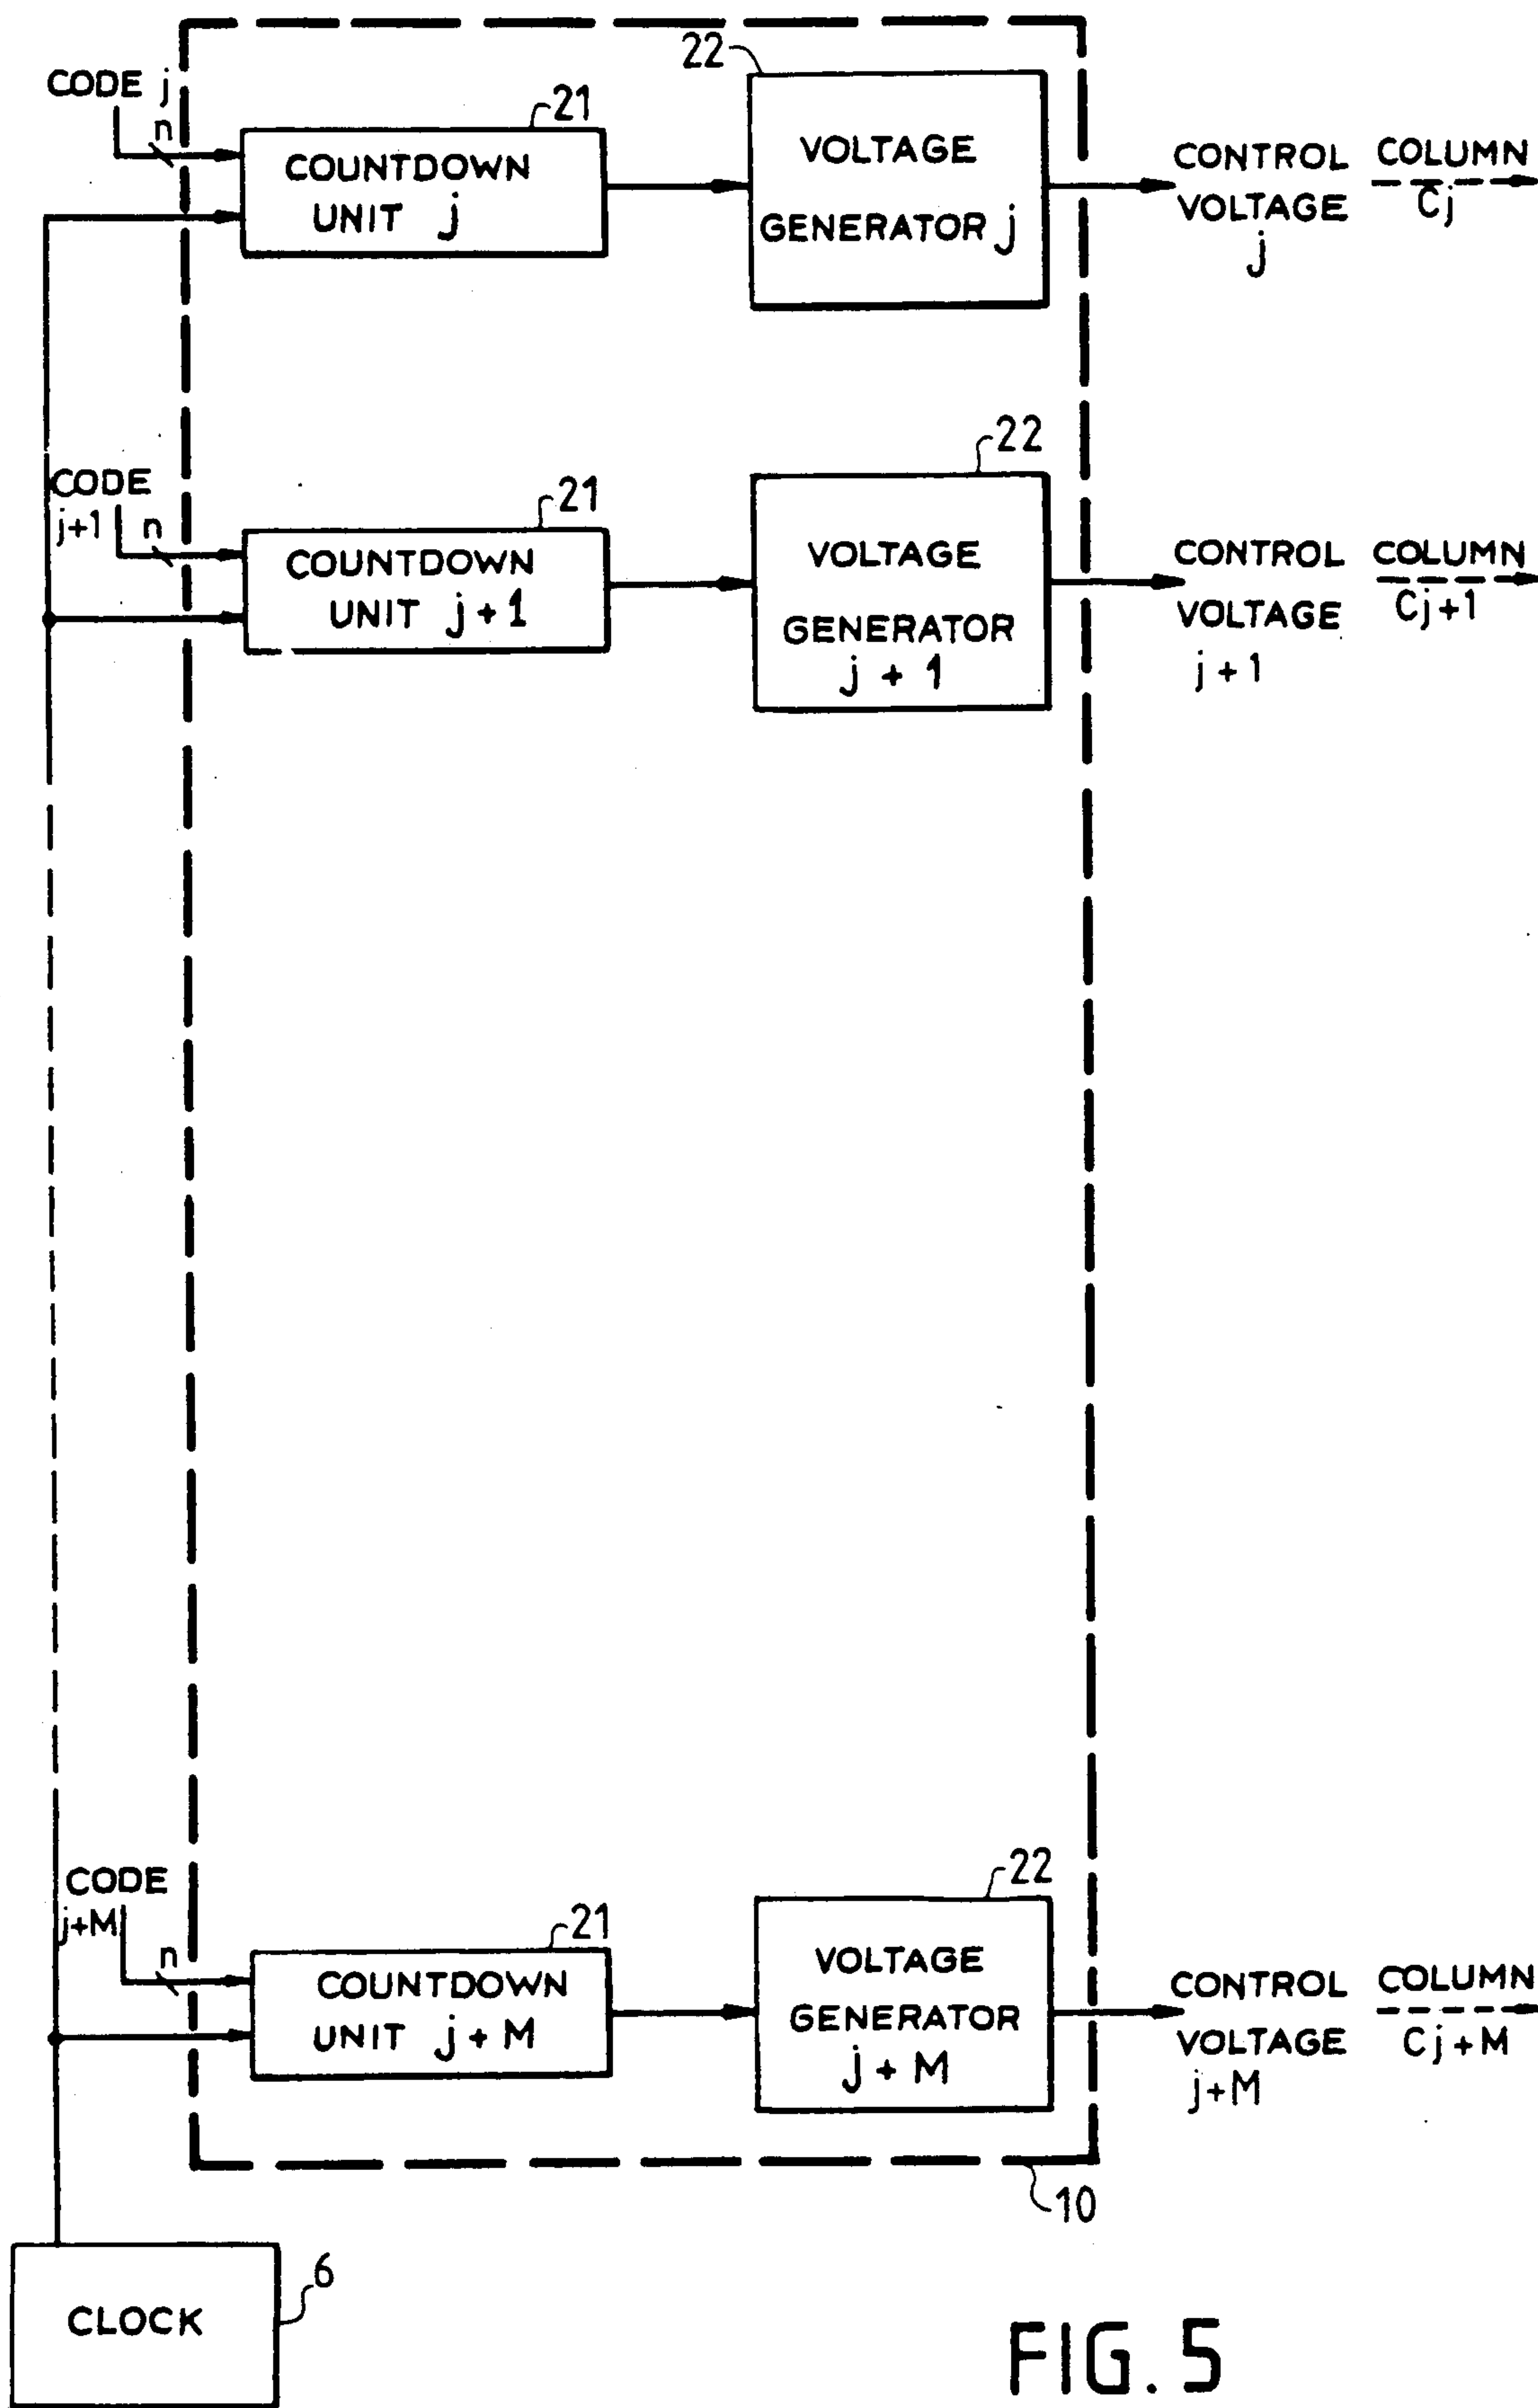 22
CODE j
n
21
COUNTDOWN
UNIT j
VOLTAGE
GENERATOR j
CONTROL
VOLTAGE
j
COLUMN
Cj
22
CODE
j+1
n
21
COUNTDOWN
UNIT j+1
VOLTAGE
GENERATOR
j + 1
CONTROL
VOLTAGE
j + 1
COLUMN
Cj+1
22
CODE
j+M
n
21
COUNTDOWN
UNIT j + M
VOLTAGE
GENERATOR
j + M
CONTROL
VOLTAGE
j+M
COLUMN
Cj+M
10
6
CLOCK
FIG. 5